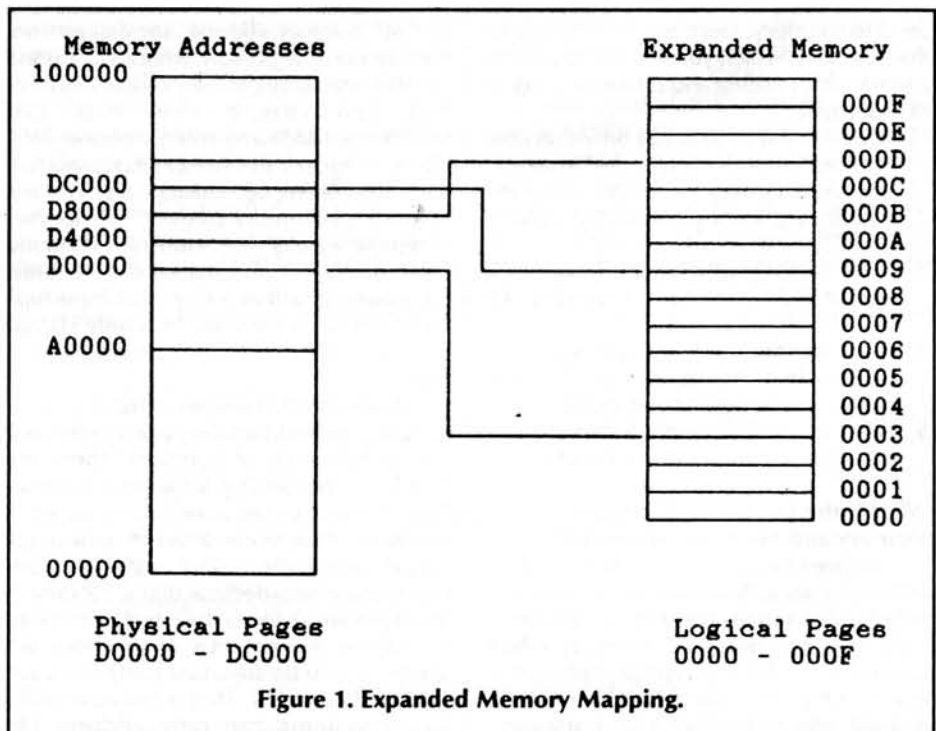 Memory Addresses
100000
DC000
D8000
D4000
D0000
A0000
00000
Physical Pages
D0000 - DC000
Expanded Memory
000F
000E
000D
000C
000B
000A
0009
0008
0007
0006
0005
0004
0003
0002
0001
0000
Logical Pages
0000 - 000F
Figure 1. Expanded Memory Mapping.